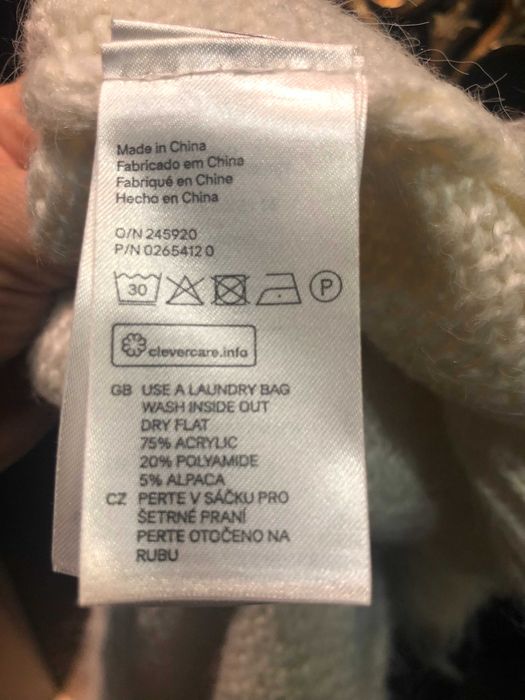 Made in China
Fabricado em China
Fabriqué en Chine
Hecho en China
O/N 245920
P/N 0265412 0
30 P
clevercare.info
GB USE A LAUNDRY BAG
WASH INSIDE OUT
DRY FLAT
75% ACRYLIC
20% POLYAMIDE
5% ALPACA
CZ PERTE V SÁČKU PRO
ŠETRNÉ PRANÍ
PERTE OTOČENO NA
RUBU